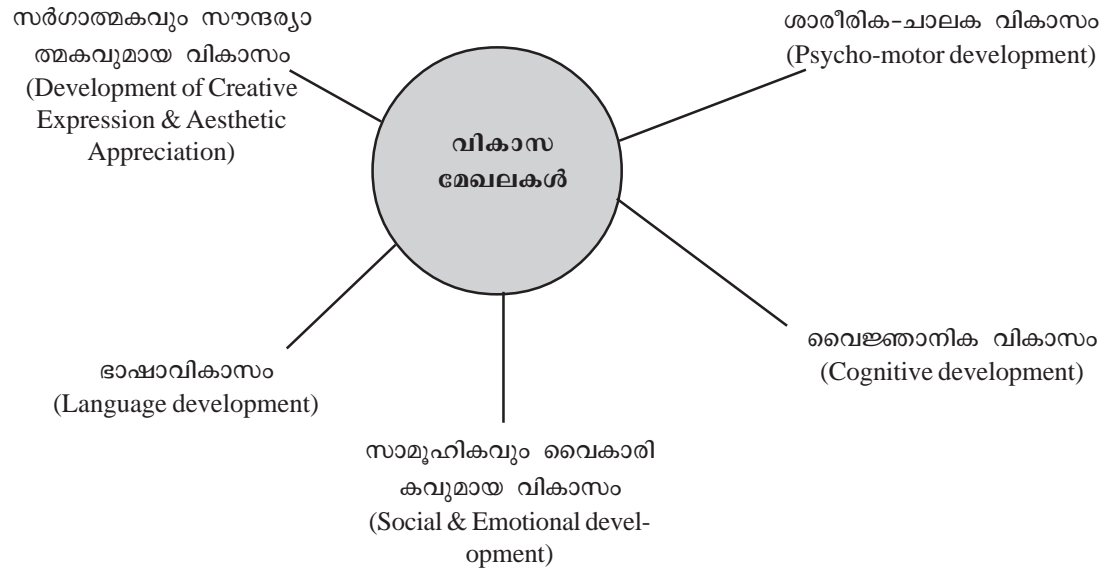 സർഗാത്മകവും സൗന്ദര്യാ
ത്മകവുമായ വികാസം
(Development of Creative
Expression & Aesthetic
Appreciation)
ശാരീരിക-ചാലക വികാസം
(Psycho-motor development)
വികാസ
മേഖലകൾ
ഭാഷാവികാസം
(Language development)
വൈജ്ഞാനിക വികാസം
(Cognitive development)
സാമൂഹികവും വൈകാരി
കവുമായ വികാസം
(Social & Emotional devel-
opment)